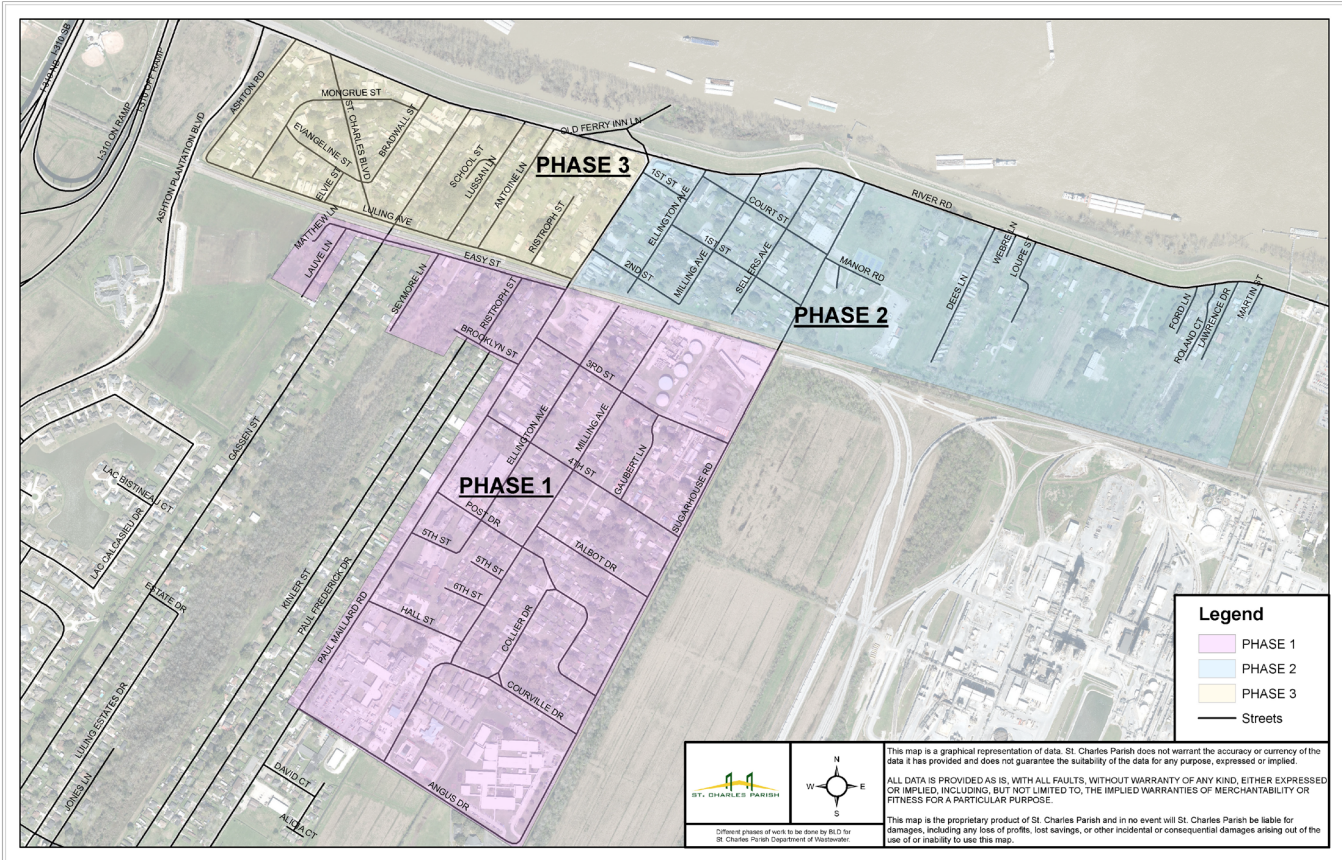 I-310 SB
I-310 NB
I-310 OFF RAMP
I-310 ON RAMP
ASHTON RD
ASHTON PLANTATION BLVD
MONGRUE ST
ST. CHARLES BLVD
BRADWALL ST
EVANGELINE ST
ELVIE ST
SCHOOL ST
LUSSAN LN
ANTOINE LN
RISTROPH ST
OLD FERRY INN LN
PHASE 3
LULING AVE
MATTHEW LN
LAUVE LN
EASY ST
SEYMORE LN
RISTROPH ST
BROOKLYN ST
1ST ST
ELLINGTON AVE
COURT ST
1ST ST
2ND ST
MILLING AVE
SELLERS AVE
MANOR RD
RIVER RD
PHASE 2
DEES LN
WEBRE LN
LOUPE ST
FORD LN
ROLAND CT
LAWRENCE DR
MARTIN ST
3RD ST
ELLINGTON AVE
MILLING AVE
4TH ST
GAUBERT LN
SUGARHOUSE RD
PHASE 1
POST DR
5TH ST
5TH ST
6TH ST
TALBOT DR
HALL ST
COLLIER DR
COURVILLE DR
ANGUS DR
PAUL MAILLARD RD
PAUL FREDERICK DR
KINLER ST
GASSEN ST
LAC BISTINEAU CT
LAC CALCASIEU DR
ESTATE DR
LULING ESTATES DR
JONES LN
DAVID CT
ALICIA CT
Legend
PHASE 1
PHASE 2
PHASE 3
Streets
ST. CHARLES PARISH
N
W
E
S
Different phases of work to be done by BLD for
St. Charles Parish Department of Wastewater.
This map is a graphical representation of data. St. Charles Parish does not warrant the accuracy or currency of the
data it has provided and does not guarantee the suitability of the data for any purpose, expressed or implied.
ALL DATA IS PROVIDED AS IS, WITH ALL FAULTS, WITHOUT WARRANTY OF ANY KIND, EITHER EXPRESSED
OR IMPLIED, INCLUDING, BUT NOT LIMITED TO, THE IMPLIED WARRANTIES OF MERCHANTABILITY OR
FITNESS FOR A PARTICULAR PURPOSE.
This map is the proprietary product of St. Charles Parish and in no event will St. Charles Parish be liable for
damages, including any loss of profits, lost savings, or other incidental or consequential damages arising out of the
use of or inability to use this map.